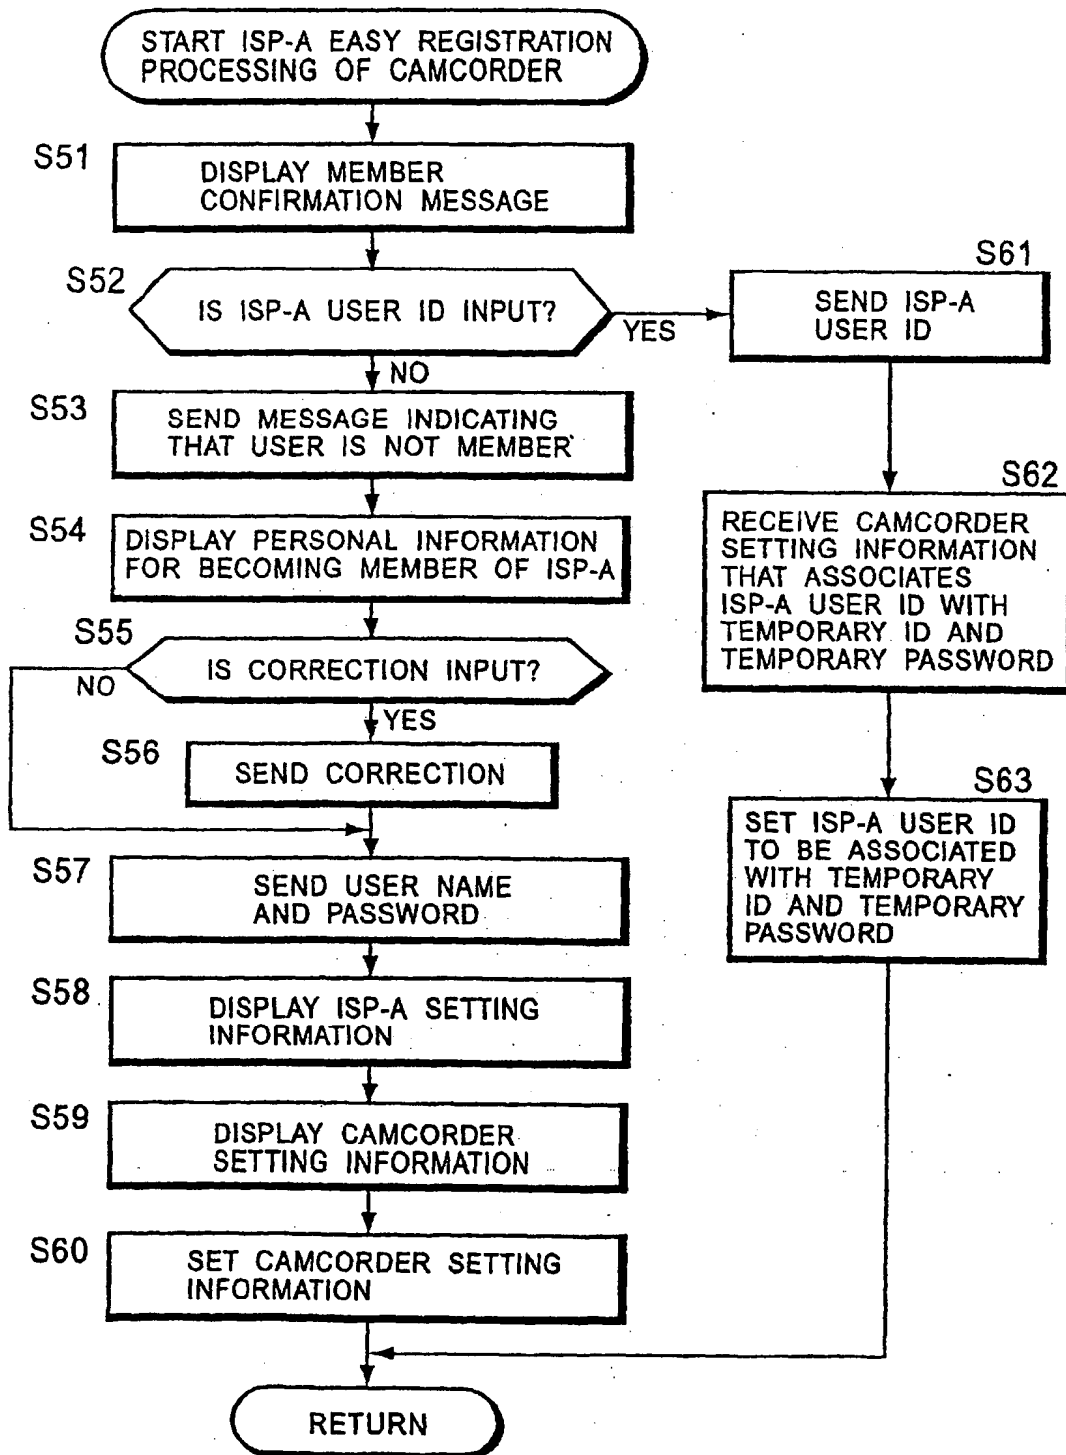 START ISP-A EASY REGISTRATION
PROCESSING OF CAMCORDER
S51
DISPLAY MEMBER
CONFIRMATION MESSAGE
S52
IS ISP-A USER ID INPUT?
YES
NO
S53
SEND MESSAGE INDICATING
THAT USER IS NOT MEMBER
S54
DISPLAY PERSONAL INFORMATION
FOR BECOMING MEMBER OF ISP-A
S55
IS CORRECTION INPUT?
NO
YES
S56
SEND CORRECTION
S57
SEND USER NAME
AND PASSWORD
S58
DISPLAY ISP-A SETTING
INFORMATION
S59
DISPLAY CAMCORDER
SETTING INFORMATION
S60
SET CAMCORDER SETTING
INFORMATION
S61
SEND ISP-A
USER ID
S62
RECEIVE CAMCORDER
SETTING INFORMATION
THAT ASSOCIATES
ISP-A USER ID WITH
TEMPORARY ID AND
TEMPORARY PASSWORD
S63
SET ISP-A USER ID
TO BE ASSOCIATED
WITH TEMPORARY
ID AND TEMPORARY
PASSWORD
RETURN